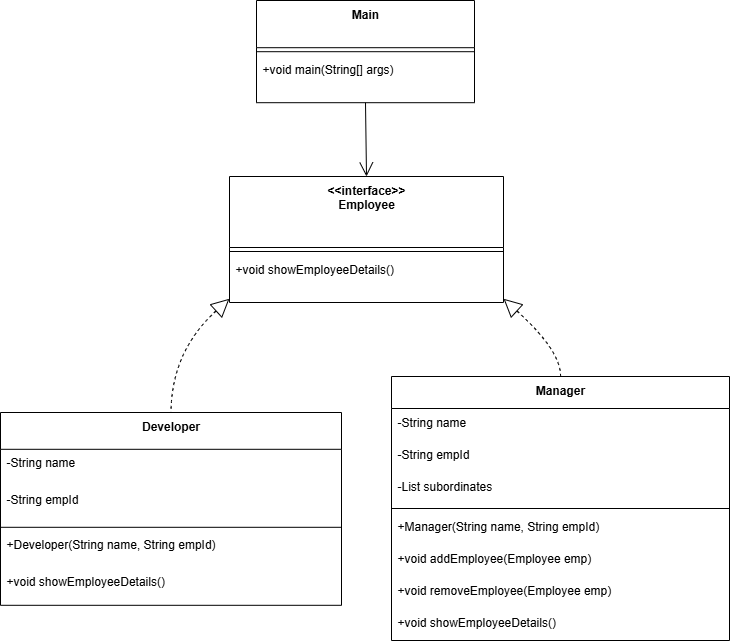 Main
+void main(String[] args)
<<interface>>
Employee
+void showEmployeeDetails()
Developer
-String name
-String empId
+Developer(String name, String empId)
+void showEmployeeDetails()
Manager
-String name
-String empId
-List subordinates
+Manager(String name, String empId)
+void addEmployee(Employee emp)
+void removeEmployee(Employee emp)
+void showEmployeeDetails()